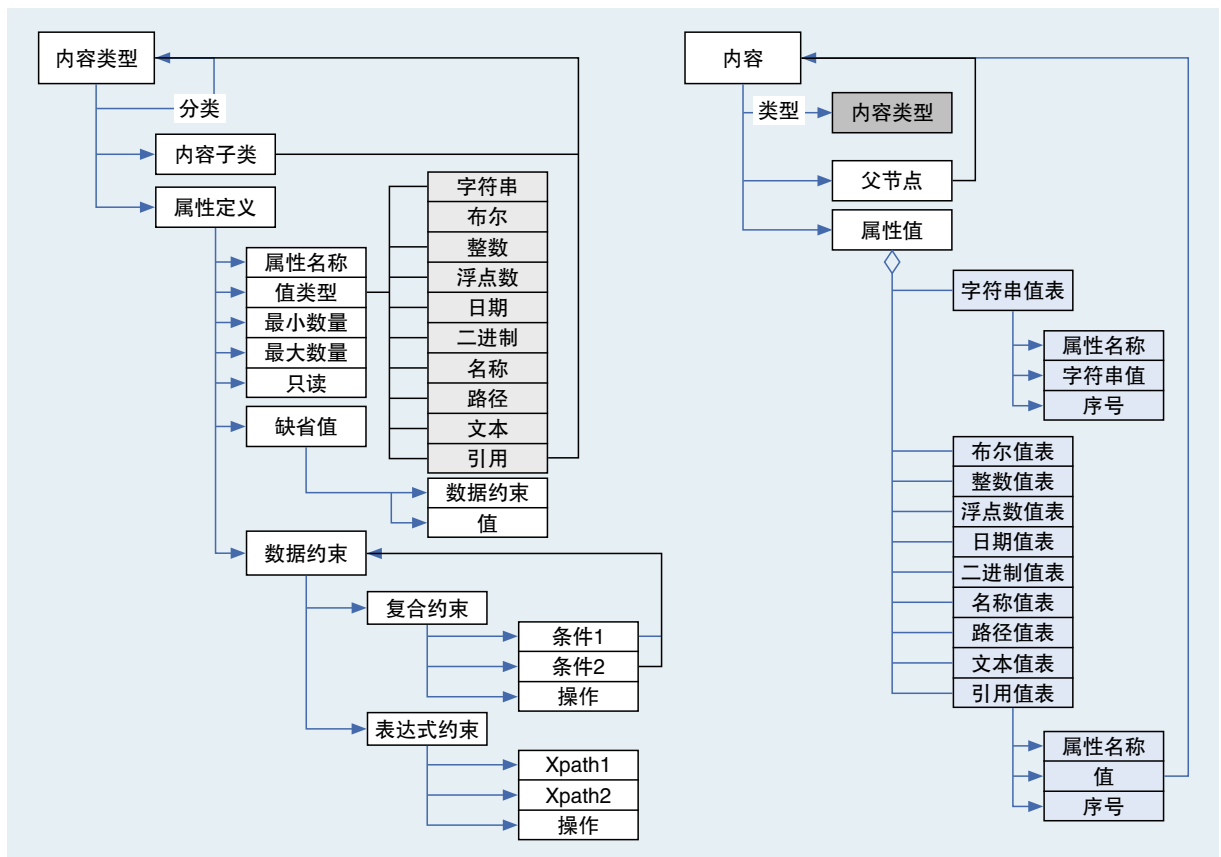 内容类型
分类
内容子类
属性定义
属性名称
值类型
最小数量
最大数量
只读
缺省值
字符串
布尔
整数
浮点数
日期
二进制
名称
路径
文本
引用
数据约束
值
数据约束
复合约束
条件1
条件2
操作
表达式约束
Xpath1
Xpath2
操作
内容
类型
内容类型
父节点
属性值
字符串值表
属性名称
字符串值
序号
布尔值表
整数值表
浮点数值表
日期值表
二进制值表
名称值表
路径值表
文本值表
引用值表
属性名称
值
序号